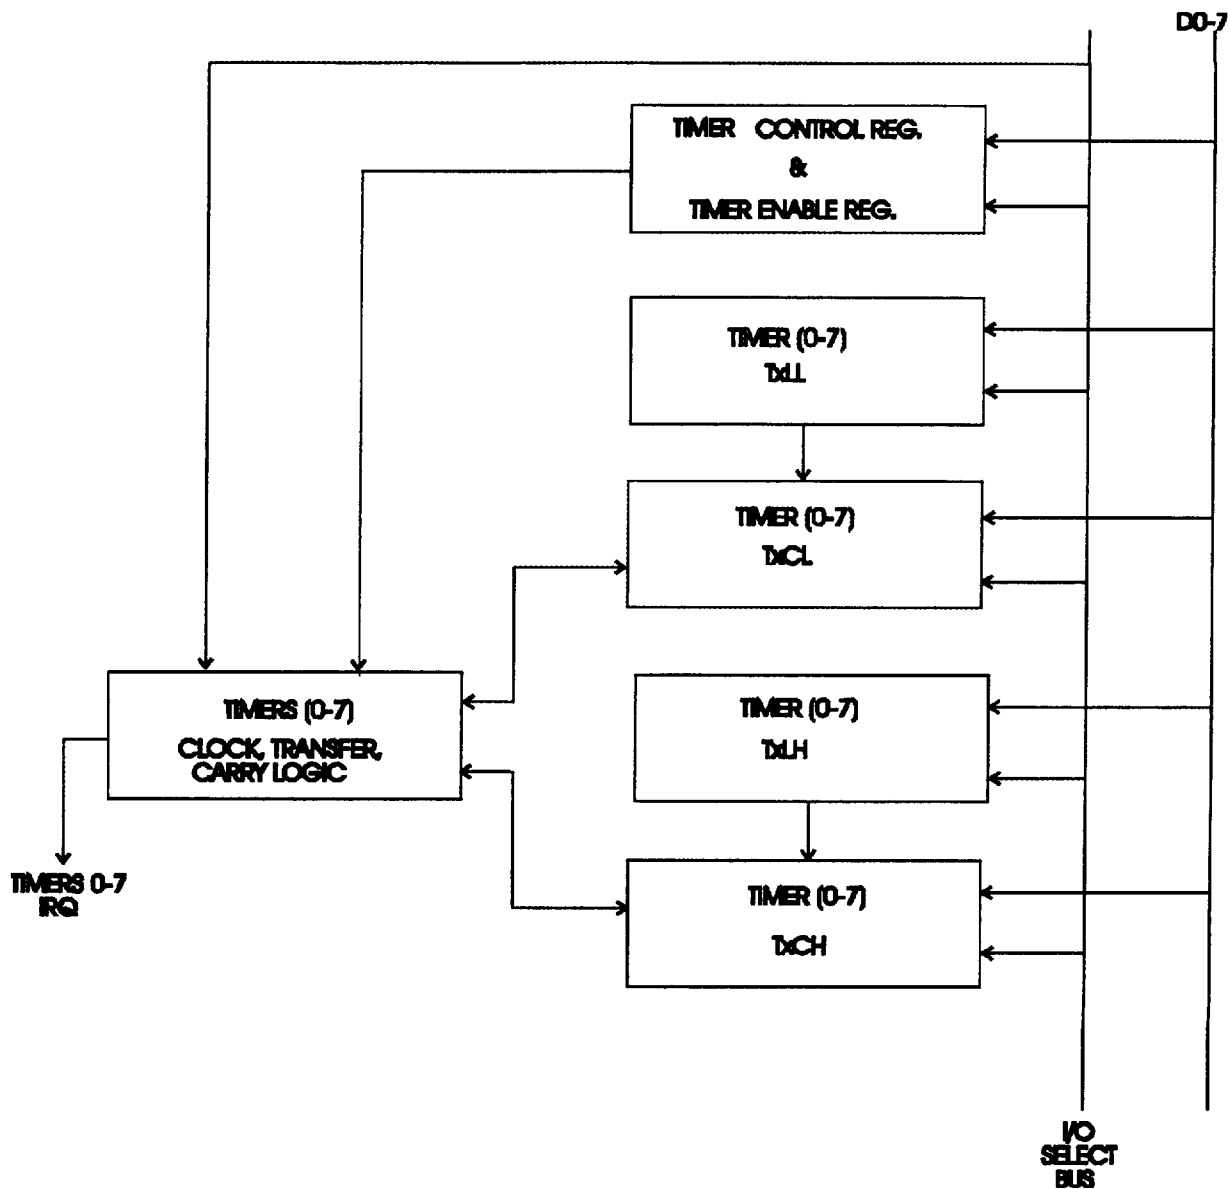 D0-7
TIMER CONTROL REG.
&
TIMER ENABLE REG.
TIMER (0-7)
TxLL
TIMER (0-7)
TxCL
TIMERS (0-7)
CLOCK, TRANSFER,
CARRY LOGIC
TIMER (0-7)
TxLH
TIMERS 0-7
IRQ
TIMER (0-7)
TxCH
I/O
SELECT
BUS